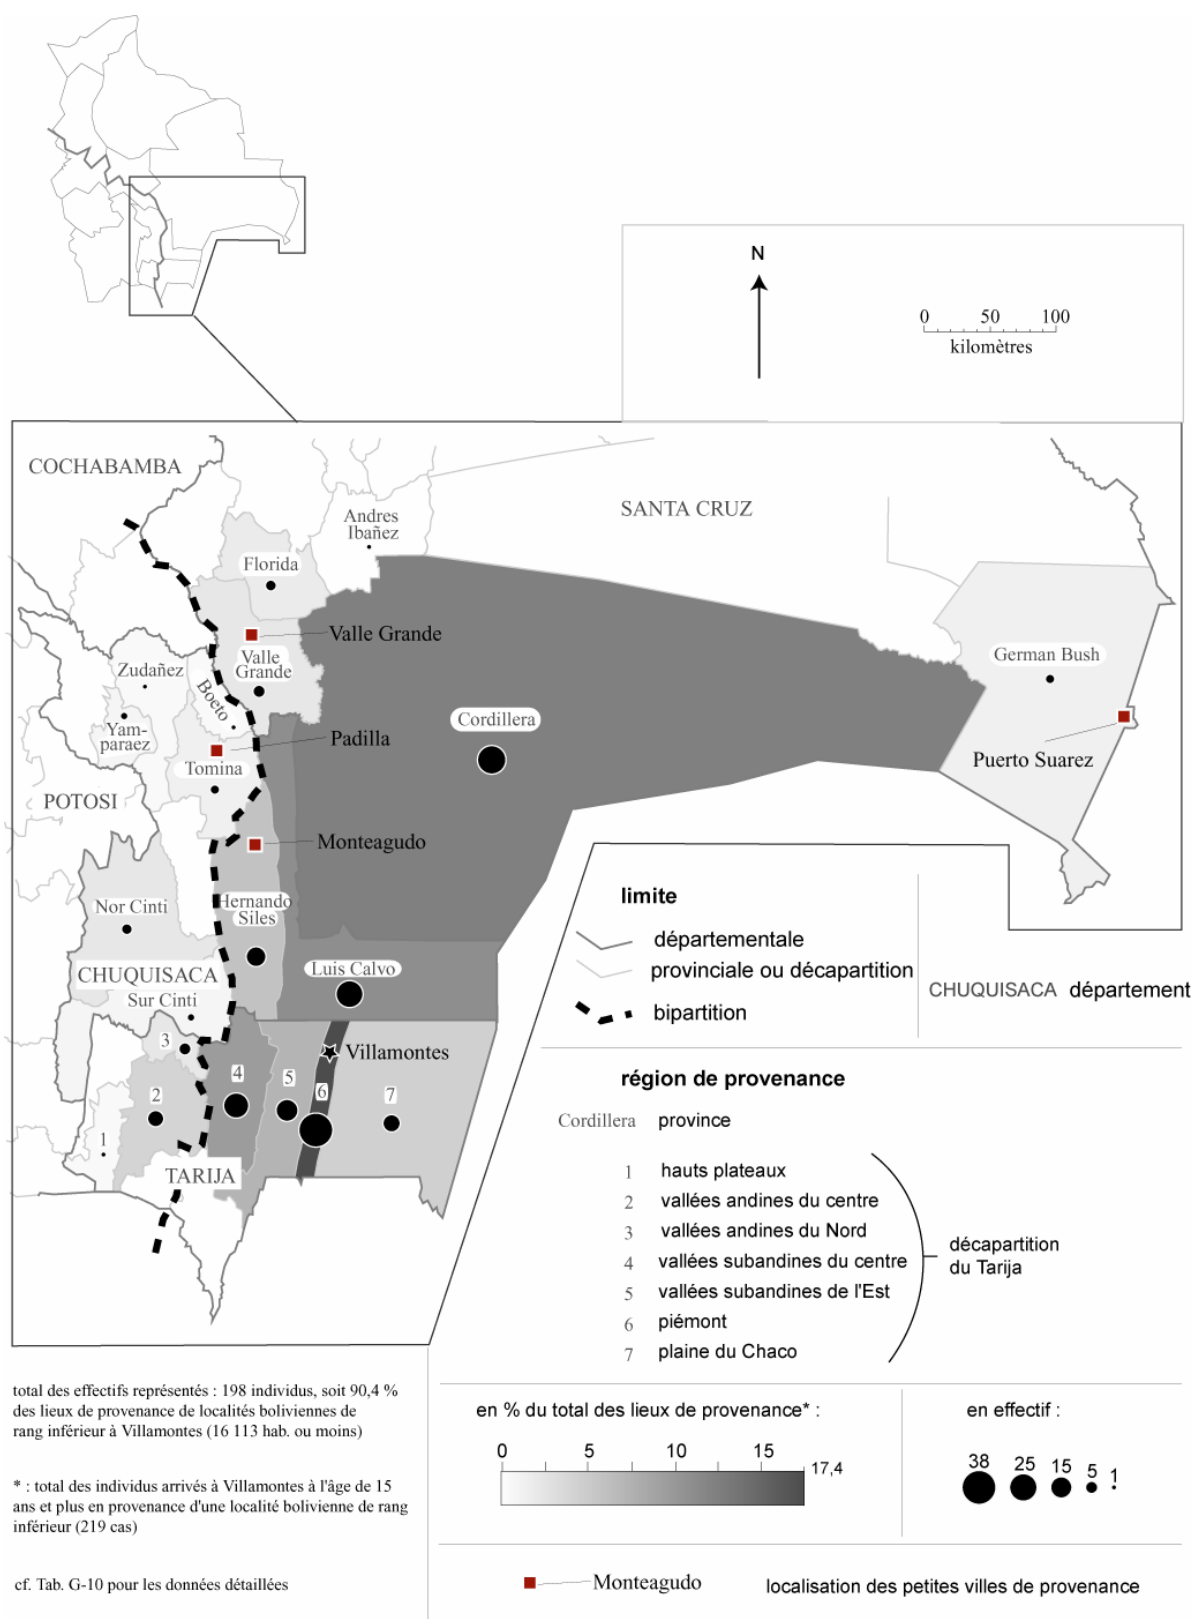 N
0 50 100
kilomètres
COCHABAMBA
Andres
Ibañez
SANTA CRUZ
Florida
Valle Grande
Valle
Grande
Zudañez
Boeto
German Bush
Yam-
paraez
Cordillera
Padilla
Tomina
Puerto Suarez
POTOSI
Monteagudo
Hernando
Siles
Nor Cinti
Luis Calvo
CHUQUISACA
Sur Cinti
3
Villamontes
4
5
6
7
2
1
TARIJA
limite
départementale
provinciale ou décapartition
bipartition
CHUQUISACA département
région de provenance
Cordillera province
1 hauts plateaux
2 vallées andines du centre
3 vallées andines du Nord
4 vallées subandines du centre
5 vallées subandines de l'Est
6 piémont
7 plaine du Chaco
décapartition
du Tarija
total des effectifs représentés : 198 individus, soit 90,4 %
des lieux de provenance de localités boliviennes de
rang inférieur à Villamontes (16 113 hab. ou moins)
* : total des individus arrivés à Villamontes à l'âge de 15
ans et plus en provenance d'une localité bolivienne de rang
inférieur (219 cas)
cf. Tab. G-10 pour les données détaillées
en % du total des lieux de provenance* :
0 5 10 15
17,4
en effectif :
38 25 15 5 1
Monteagudo localisation des petites villes de provenance